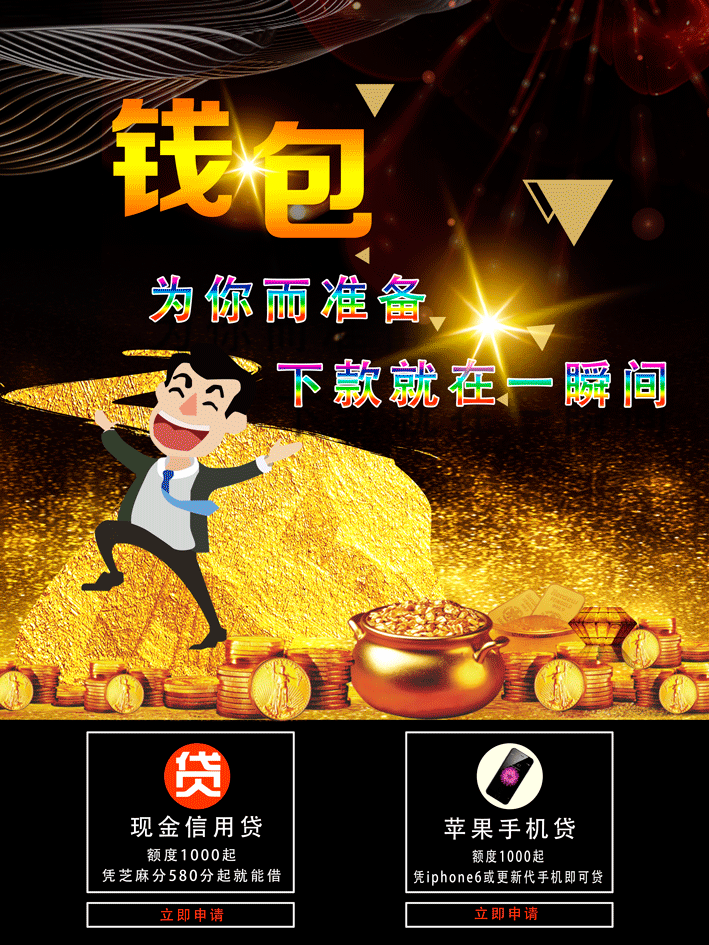 钱包
为你而准备
下款就在一瞬间
贷
现金信用贷
额度1000起
凭芝麻分580分起就能借
立即申请
苹果手机贷
额度1000起
凭iphone6或更新代手机即可贷
立即申请